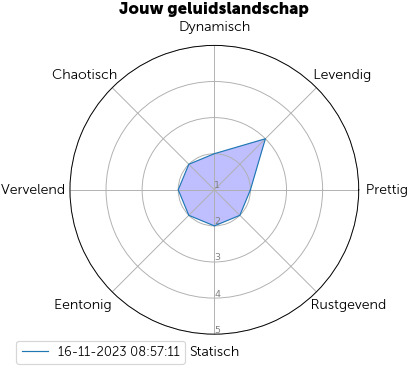 Jouw geluidslandschap
Dynamisch
Chaotisch
Levendig
Vervelend
Prettig
1
2
3
4
5
Eentonig
Rustgevend
16-11-2023 08:57:11
Statisch